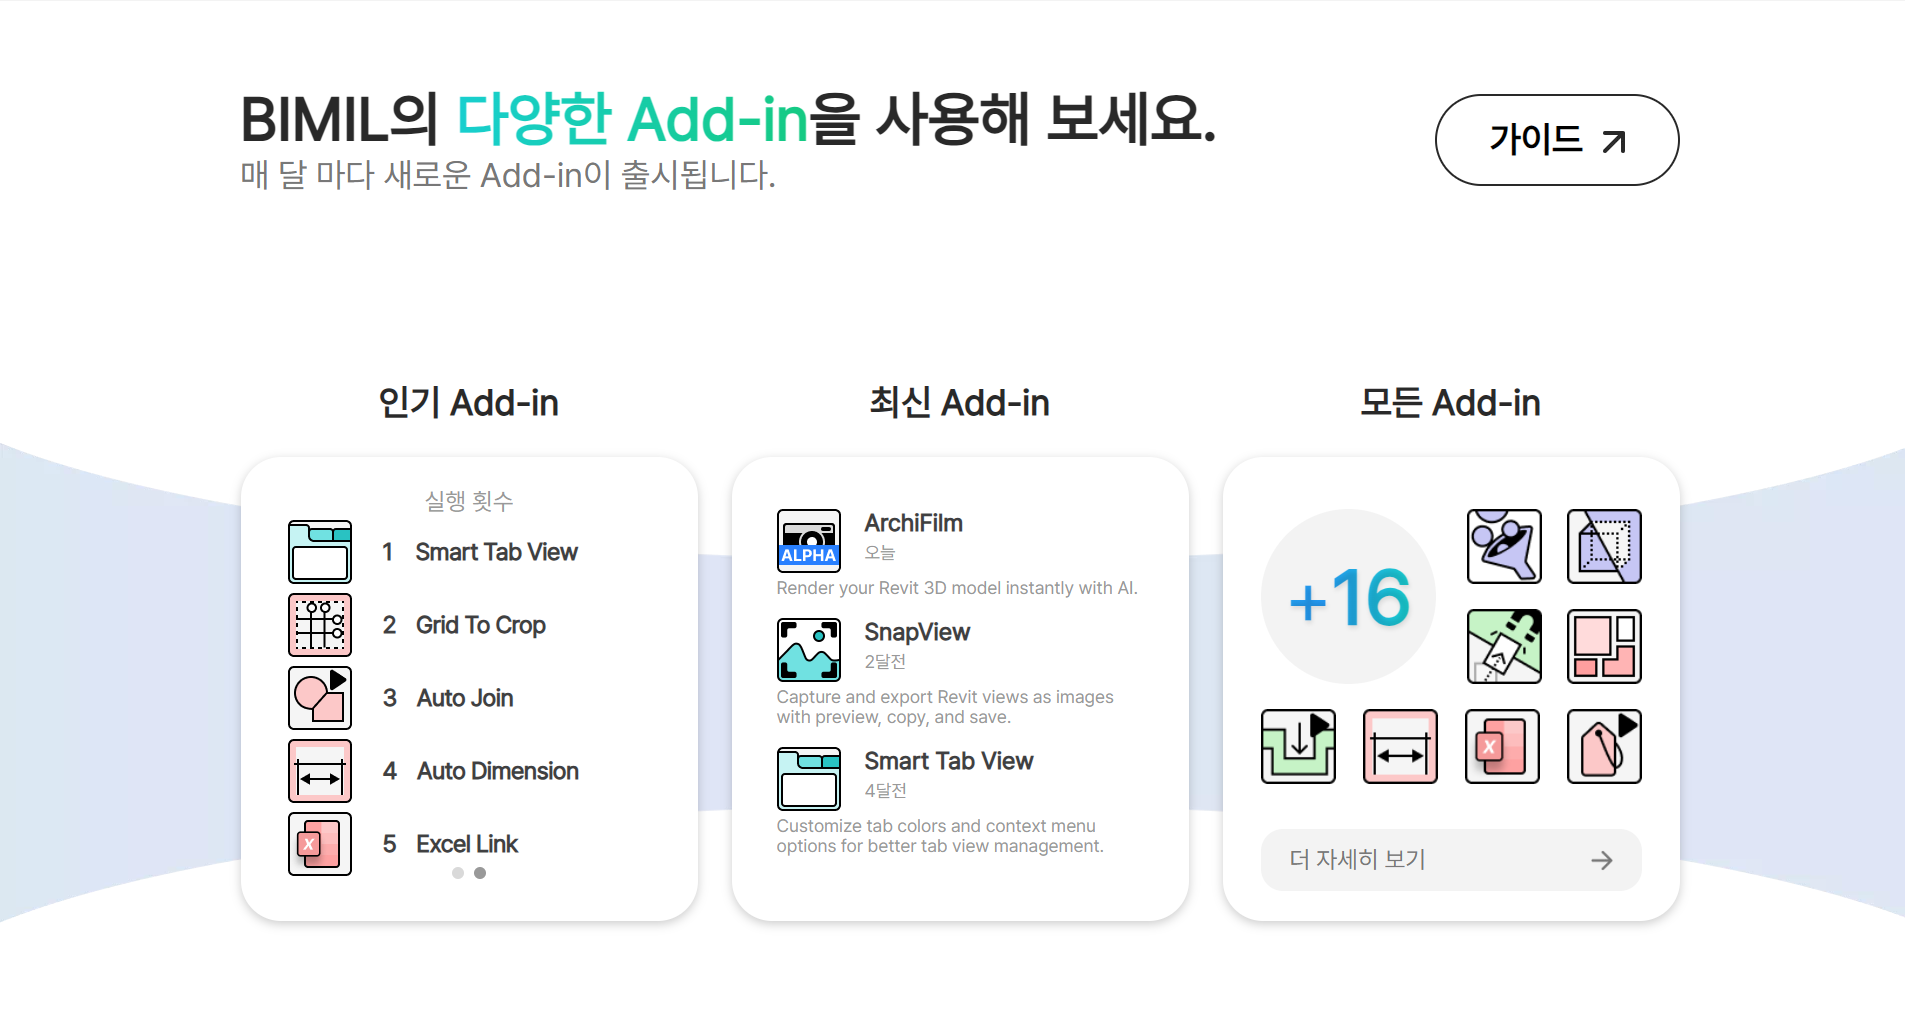 BIMIL의 다양한 Add-in을 사용해 보세요.
매 달 마다 새로운 Add-in이 출시됩니다.
가이드
인기 Add-in
실행 횟수
1 Smart Tab View
2 Grid To Crop
3 Auto Join
4 Auto Dimension
X
5 Excel Link
최신 Add-in
ALPHA
ArchiFilm
오늘
Render your Revit 3D model instantly with AI.
SnapView
2달전
Capture and export Revit views as images
with preview, copy, and save.
Smart Tab View
4달전
Customize tab colors and context menu
options for better tab view management.
모든 Add-in
+16
X
더 자세히 보기